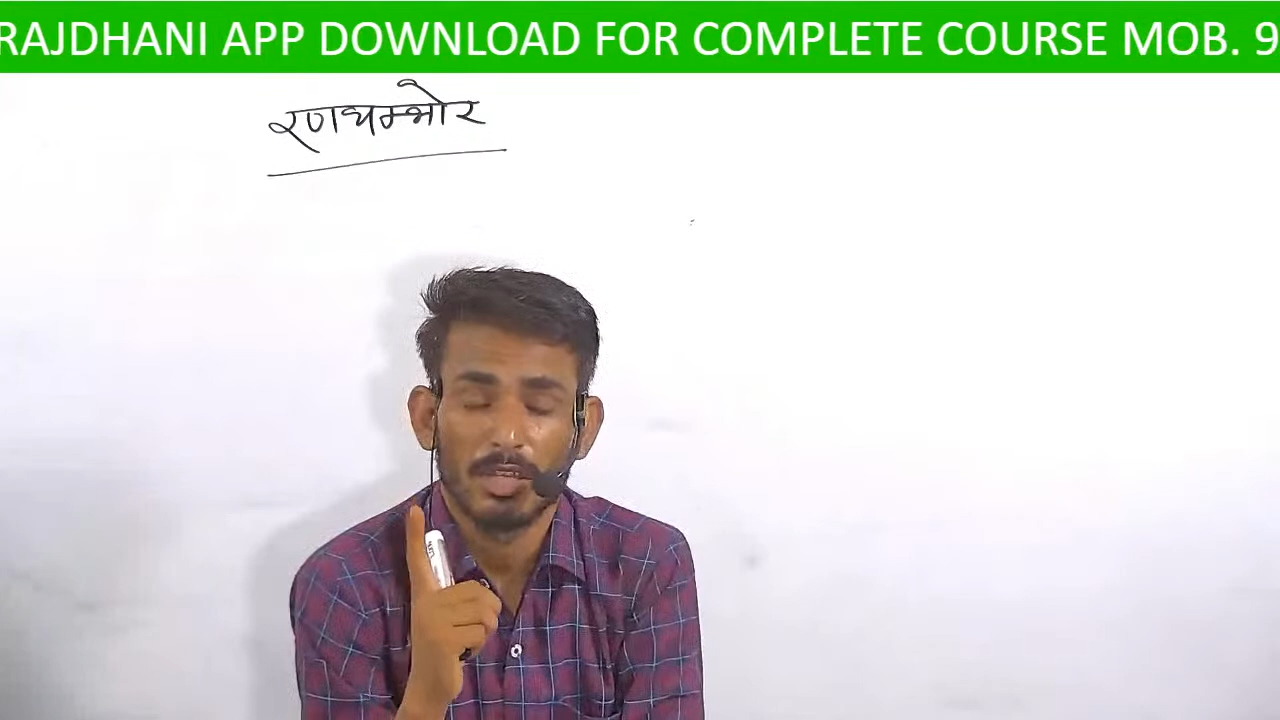 RAJDHANI APP DOWNLOAD FOR COMPLETE COURSE MOB. 9
रणथम्भोर